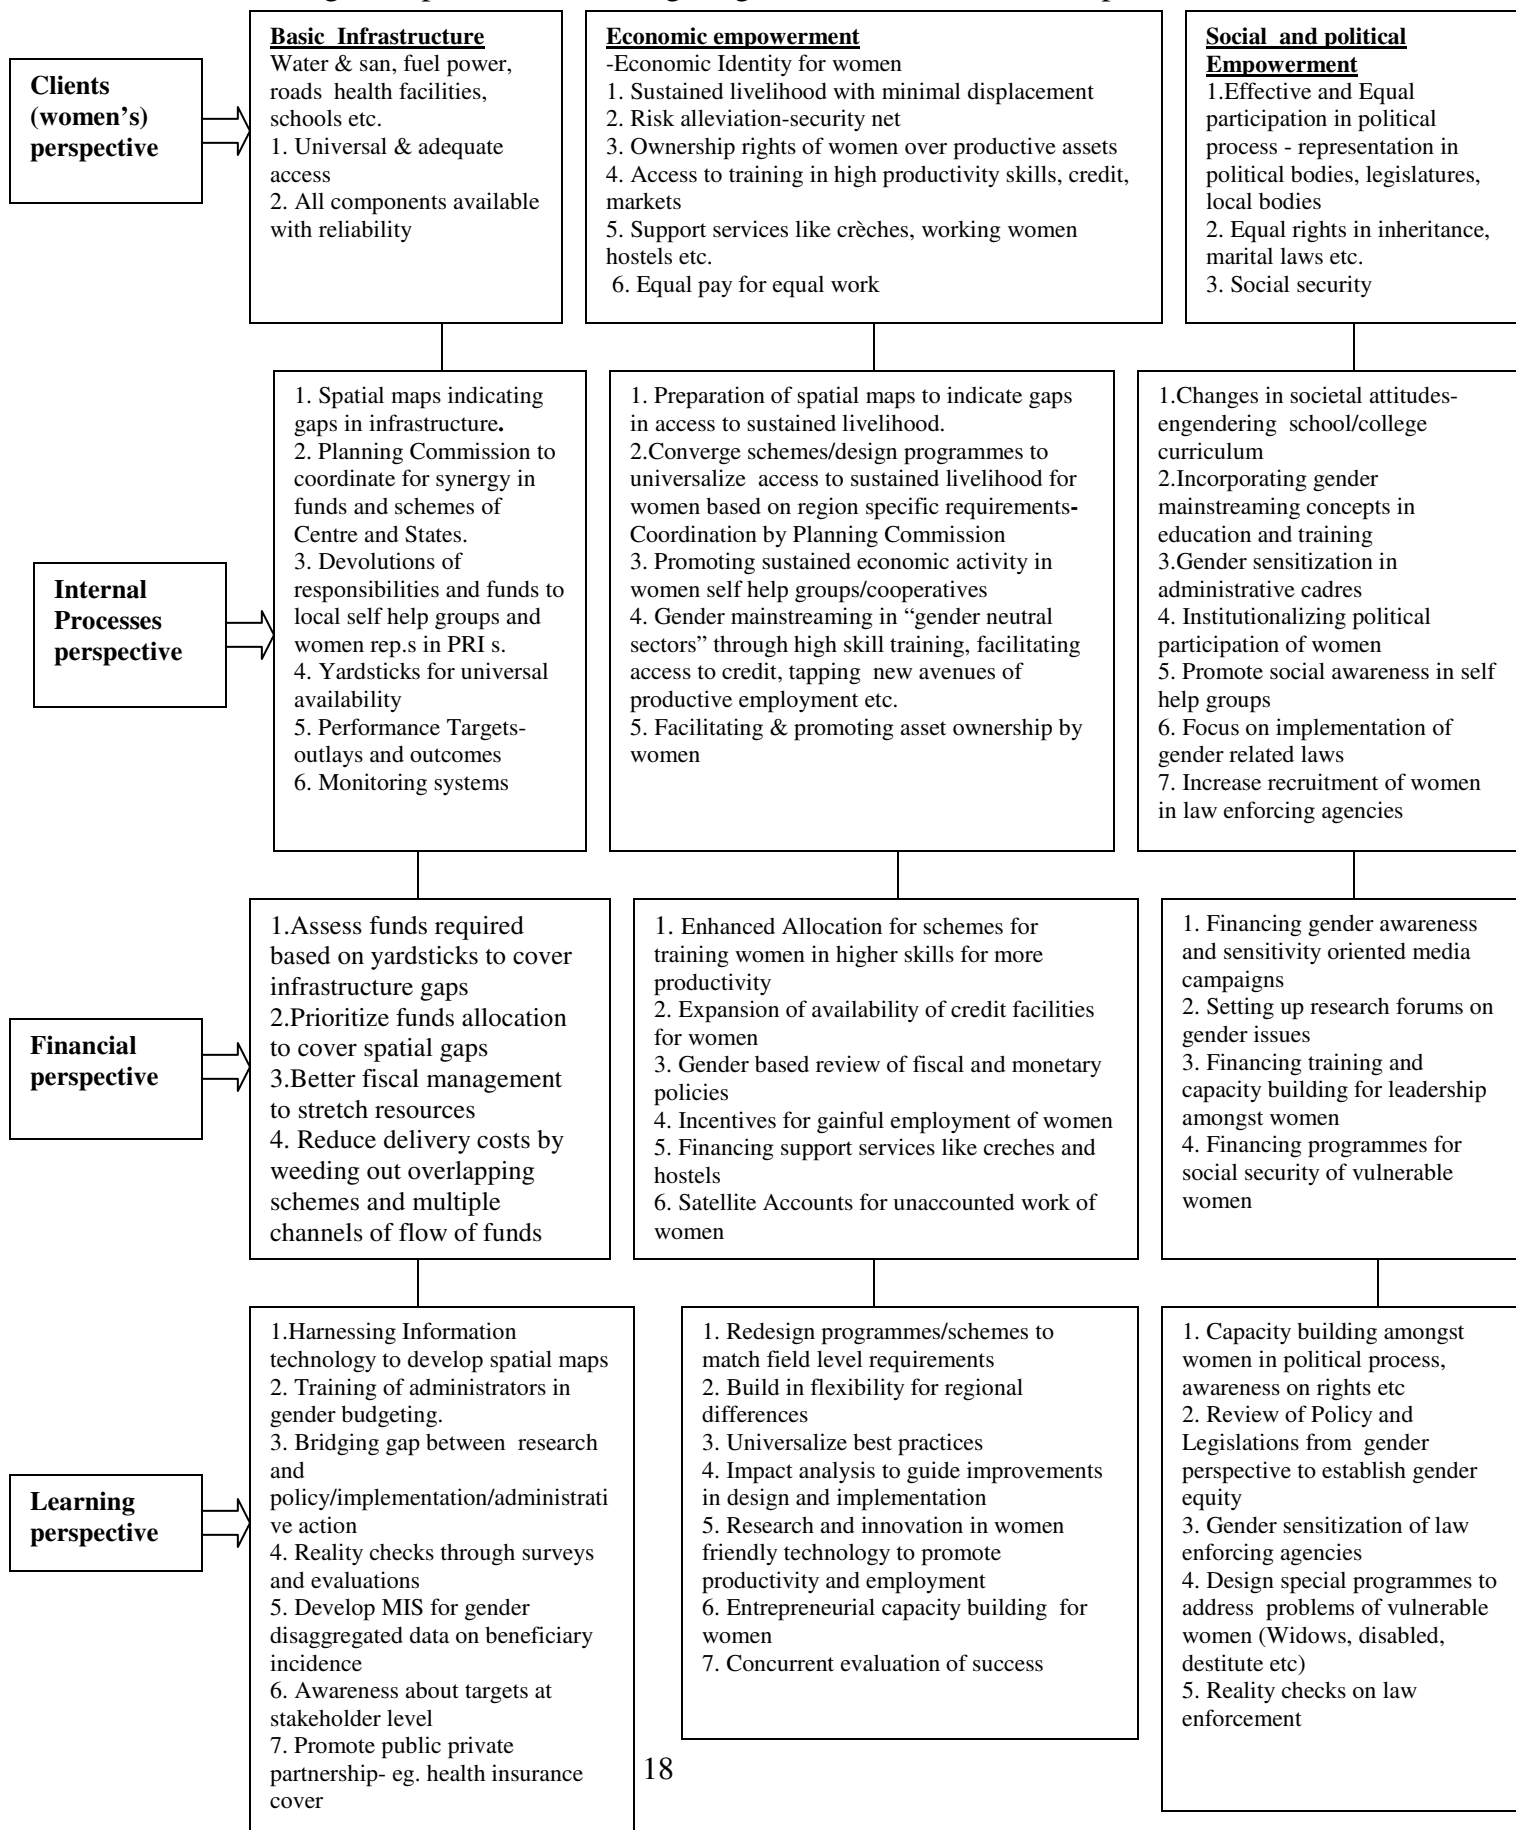 Clients
(women's)
perspective
Basic Infrastructure
Water & san, fuel power,
roads health facilities,
schools etc.
1. Universal & adequate
access
2. All components available
with reliability
Economic empowerment
-Economic Identity for women
1. Sustained livelihood with minimal displacement
2. Risk alleviation-security net
3. Ownership rights of women over productive assets
4. Access to training in high productivity skills, credit,
markets
5. Support services like crèches, working women
hostels etc.
6. Equal pay for equal work
Social and political
Empowerment
1.Effective and Equal
participation in political
process - representation in
political bodies, legislatures,
local bodies
2. Equal rights in inheritance,
marital laws etc.
3. Social security
Internal
Processes
perspective
1. Spatial maps indicating
gaps in infrastructure.
2. Planning Commission to
coordinate for synergy in
funds and schemes of
Centre and States.
3. Devolutions of
responsibilities and funds to
local self help groups and
women rep.s in PRI s.
4. Yardsticks for universal
availability
5. Performance Targets-
outlays and outcomes
6. Monitoring systems
1. Preparation of spatial maps to indicate gaps
in access to sustained livelihood.
2.Converge schemes/design programmes to
universalize access to sustained livelihood for
women based on region specific requirements-
Coordination by Planning Commission
3. Promoting sustained economic activity in
women self help groups/cooperatives
4. Gender mainstreaming in “gender neutral
sectors” through high skill training, facilitating
access to credit, tapping new avenues of
productive employment etc.
5. Facilitating & promoting asset ownership by
women
1.Changes in societal attitudes-
engendering school/college
curriculum
2.Incorporating gender
mainstreaming concepts in
education and training
3.Gender sensitization in
administrative cadres
4. Institutionalizing political
participation of women
5. Promote social awareness in self
help groups
6. Focus on implementation of
gender related laws
7. Increase recruitment of women
in law enforcing agencies
Financial
perspective
1.Assess funds required
based on yardsticks to cover
infrastructure gaps
2.Prioritize funds allocation
to cover spatial gaps
3.Better fiscal management
to stretch resources
4. Reduce delivery costs by
weeding out overlapping
schemes and multiple
channels of flow of funds
1. Enhanced Allocation for schemes for
training women in higher skills for more
productivity
2. Expansion of availability of credit facilities
for women
3. Gender based review of fiscal and monetary
policies
4. Incentives for gainful employment of women
5. Financing support services like creches and
hostels
6. Satellite Accounts for unaccounted work of
women
1. Financing gender awareness
and sensitivity oriented media
campaigns
2. Setting up research forums on
gender issues
3. Financing training and
capacity building for leadership
amongst women
4. Financing programmes for
social security of vulnerable
women
Learning
perspective
1.Harnessing Information
technology to develop spatial maps
2. Training of administrators in
gender budgeting.
3. Bridging gap between research
and
policy/implementation/administrati
ve action
4. Reality checks through surveys
and evaluations
5. Develop MIS for gender
disaggregated data on beneficiary
incidence
6. Awareness about targets at
stakeholder level
7. Promote public private
partnership- eg. health insurance
cover
1. Redesign programmes/schemes to
match field level requirements
2. Build in flexibility for regional
differences
3. Universalize best practices
4. Impact analysis to guide improvements
in design and implementation
5. Research and innovation in women
friendly technology to promote
productivity and employment
6. Entrepreneurial capacity building for
women
7. Concurrent evaluation of success
1. Capacity building amongst
women in political process,
awareness on rights etc
2. Review of Policy and
Legislations from gender
perspective to establish gender
equity
3. Gender sensitization of law
enforcing agencies
4. Design special programmes to
address problems of vulnerable
women (Widows, disabled,
destitute etc)
5. Reality checks on law
enforcement
18